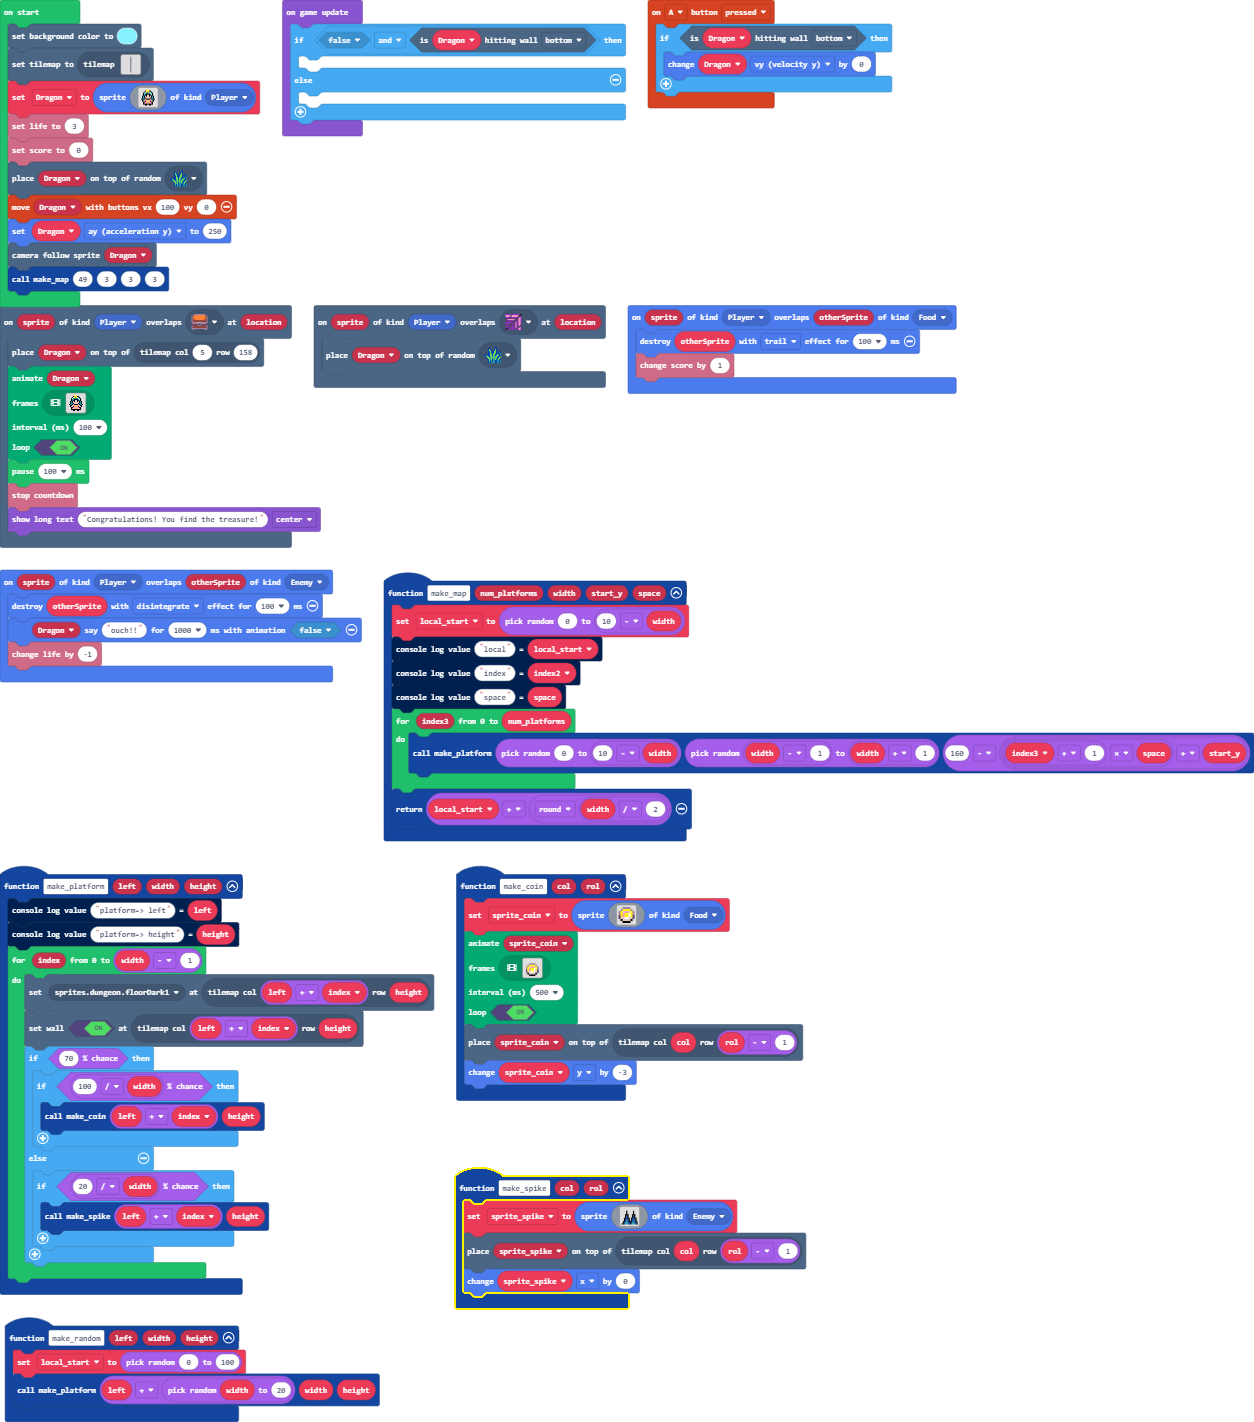 on start
set background color to
set tilemap to tilemap
set Dragon to sprite of kind Player
set life to 3
set score to 0
place Dragon on top of random
move Dragon with buttons vx 100 vy 0
set Dragon ay (acceleration y) to 250
camera follow sprite Dragon
call make_map 49 3 3 3
on game update
if false and is Dragon hitting wall bottom then
else
on A button pressed
if is Dragon hitting wall bottom then
change Dragon vy (velocity y) by 0
on sprite of kind Player overlaps at location
place Dragon on top of tilemap col 5 row 158
animate Dragon
frames
interval (ms) 100
loop ON
pause 100 ms
stop countdown
show long text "Congratulations! You find the treasure!" center
on sprite of kind Player overlaps at location
place Dragon on top of random
on sprite of kind Player overlaps otherSprite of kind Food
destroy otherSprite with trail effect for 100 ms
change score by 1
on sprite of kind Player overlaps otherSprite of kind Enemy
destroy otherSprite with disintegrate effect for 100 ms
Dragon say "ouch!!" for 1000 ms with animation false
change life by -1
function make_map num_platforms width start_y space
set local_start to pick random 0 to 10 - width
console log value "local" = local_start
console log value "index" = index2
console log value "space" = space
for index3 from 0 to num_platforms
do
call make_platform pick random 0 to 10 - width pick random width - 1 to width + 1 160 - index3 + 1 × space + start_y
return local_start + round width / 2
function make_platform left width height
console log value "platform=> left" = left
console log value "platform=> height" = height
for index from 0 to width - 1
do
set sprites.dungeon.floorDark1 at tilemap col left + index row height
set wall ON at tilemap col left + index row height
if 70 % chance then
if 100 / width % chance then
call make_coin left + index height
else
if 20 / width % chance then
call make_spike left + index height
function make_coin col rol
set sprite_coin to sprite of kind Food
animate sprite_coin
frames
interval (ms) 500
loop ON
place sprite_coin on top of tilemap col col row rol - 1
change sprite_coin y by -3
function make_spike col rol
set sprite_spike to sprite of kind Enemy
place sprite_spike on top of tilemap col col row rol - 1
change sprite_spike x by 0
function make_random left width height
set local_start to pick random 0 to 100
call make_platform left + pick random width to 20 width height